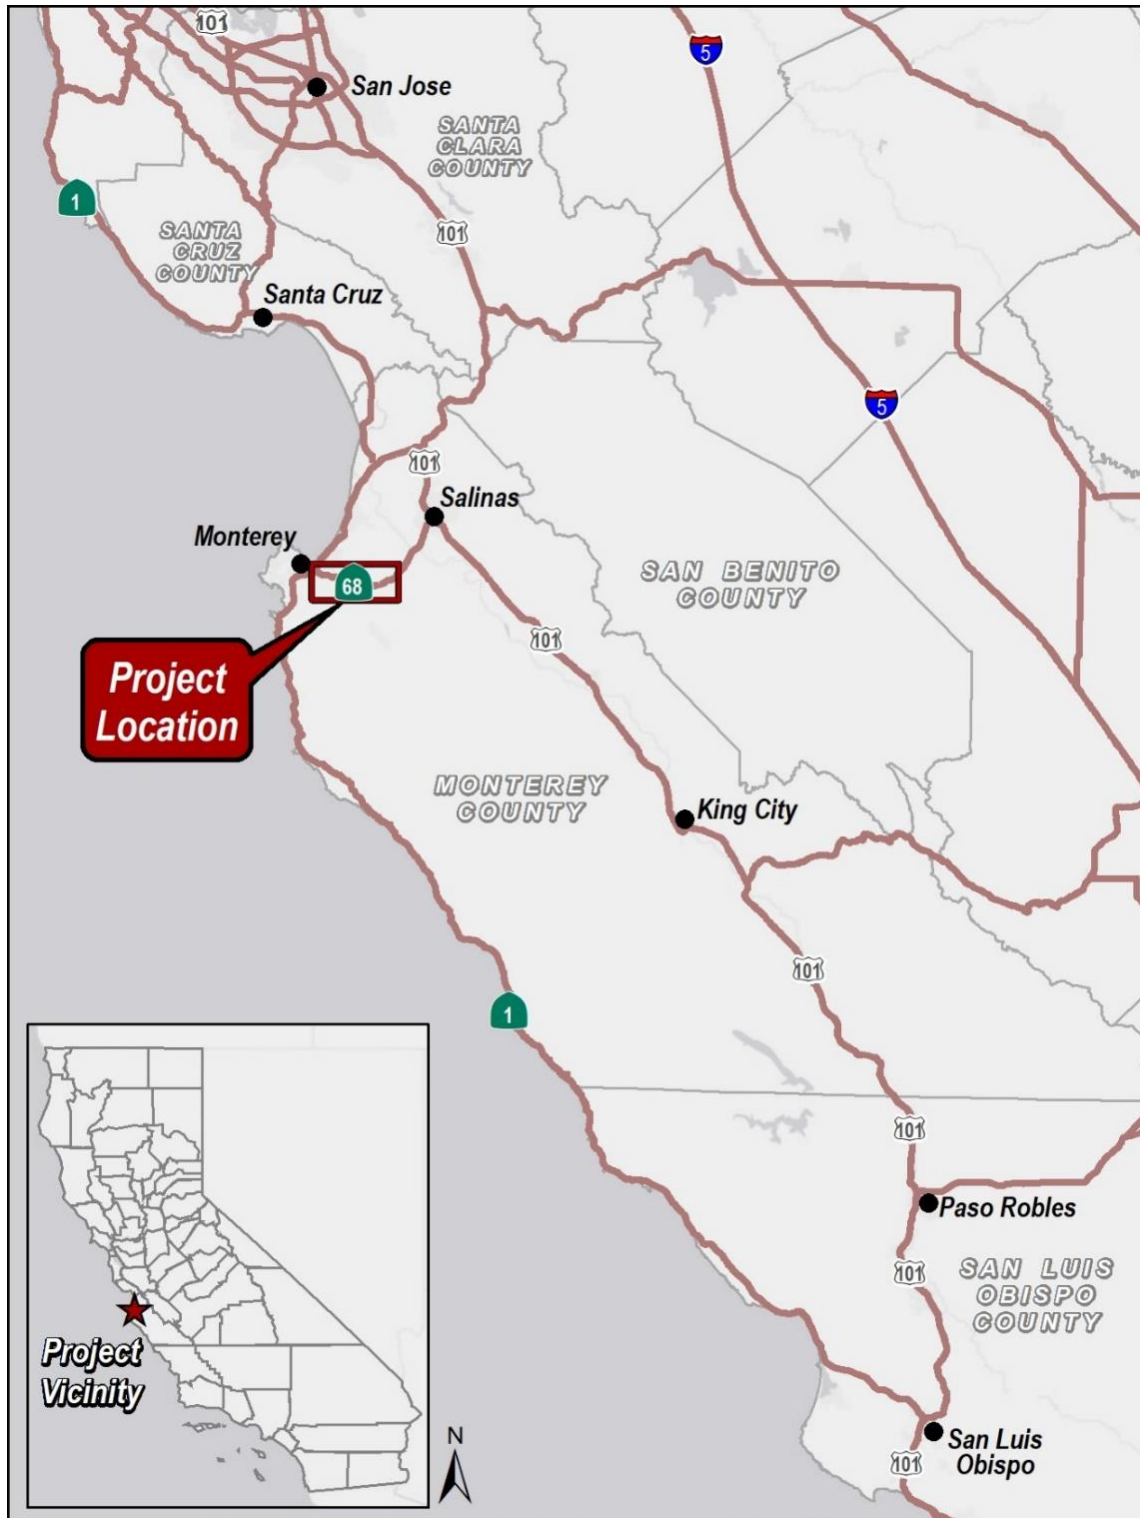 101
5
San Jose
SANTA
CLARA
COUNTY
1
101
SANTA
CRUZ
COUNTY
Santa Cruz
5
101
Salinas
Monterey
68
SAN BENITO
COUNTY
101
Project
Location
MONTEREY
COUNTY
King City
101
1
101
Paso Robles
101
SAN LUIS
OBISPO
COUNTY
Project
Vicinity
N
San Luis
Obispo
101